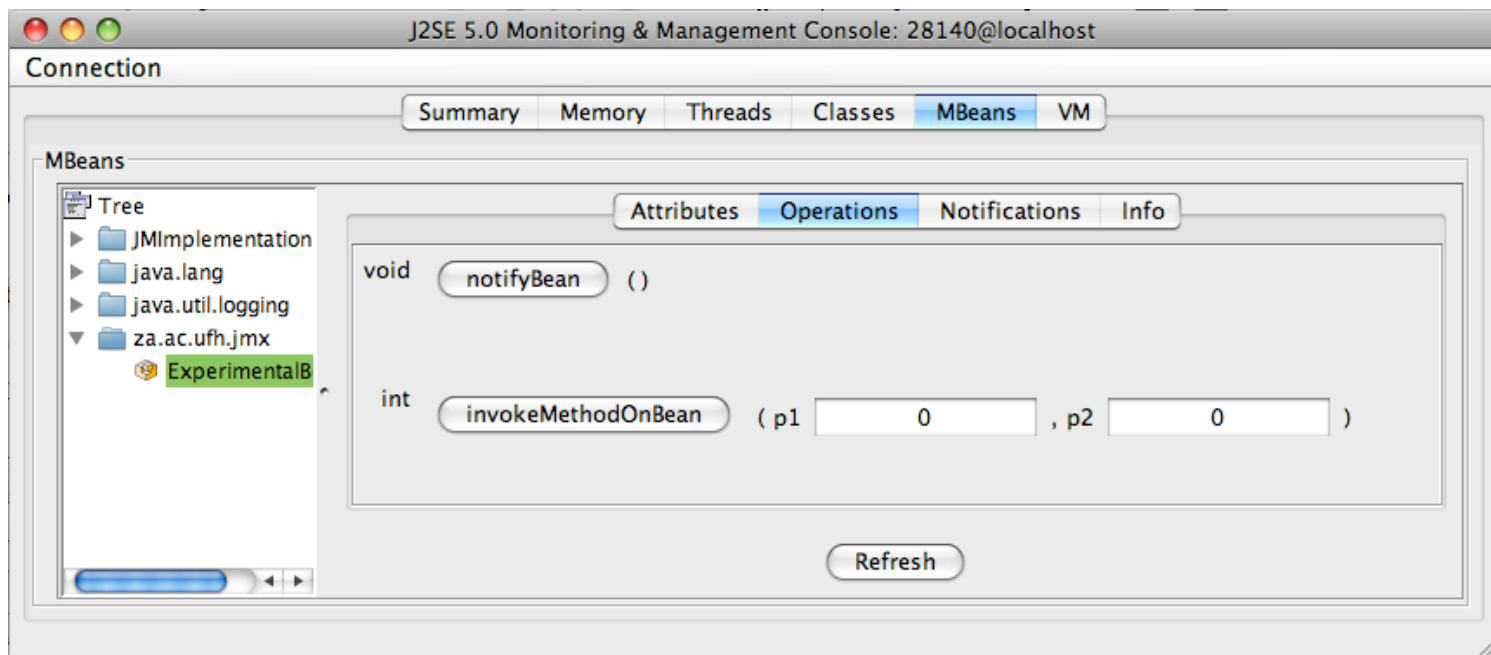 J2SE 5.0 Monitoring & Management Console: 28140@localhost
Connection
Summary Memory Threads Classes MBeans VM
MBeans
Tree
JMImplementation
java.lang
java.util.logging
za.ac.ufh.jmx
ExperimentalB
Attributes Operations Notifications Info
void notifyBean ( )
int invokeMethodOnBean ( p1 0 , p2 0 )
Refresh